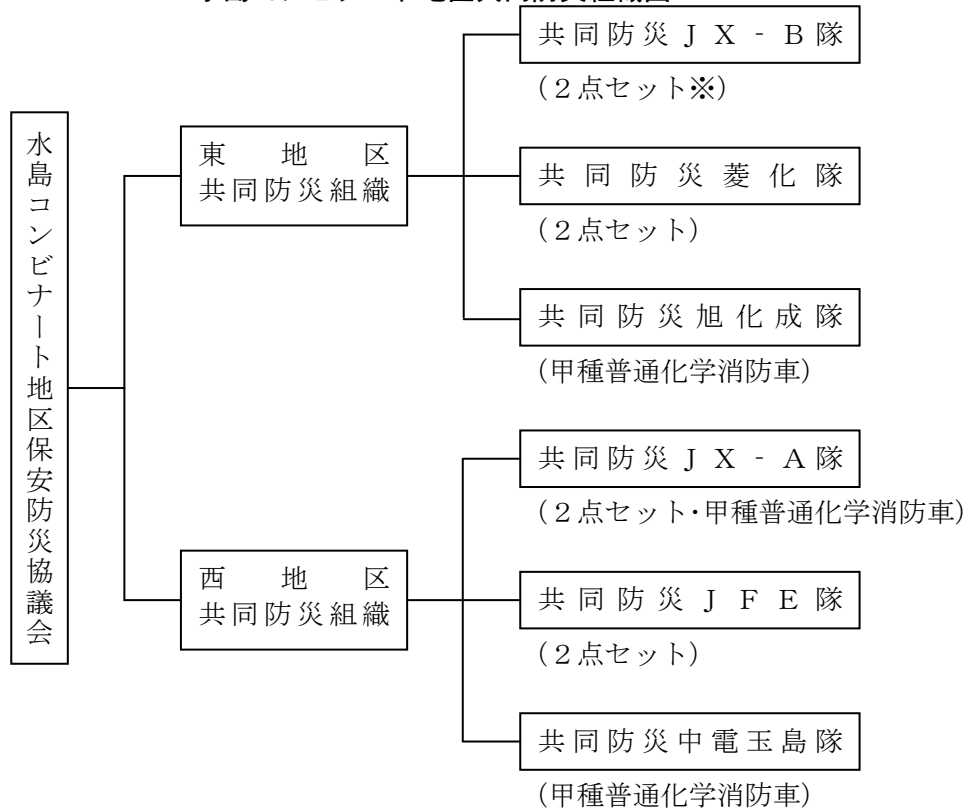 共同防災ＪＸ‐Ｂ隊
（２点セット※）
水島コンビナート地区保安防災協議会
東地区
共同防災組織
共同防災菱化隊
（２点セット）
共同防災旭化成隊
（甲種普通化学消防車）
共同防災ＪＸ‐Ａ隊
（２点セット・甲種普通化学消防車）
西地区
共同防災組織
共同防災ＪＦＥ隊
（２点セット）
共同防災中電玉島隊
（甲種普通化学消防車）